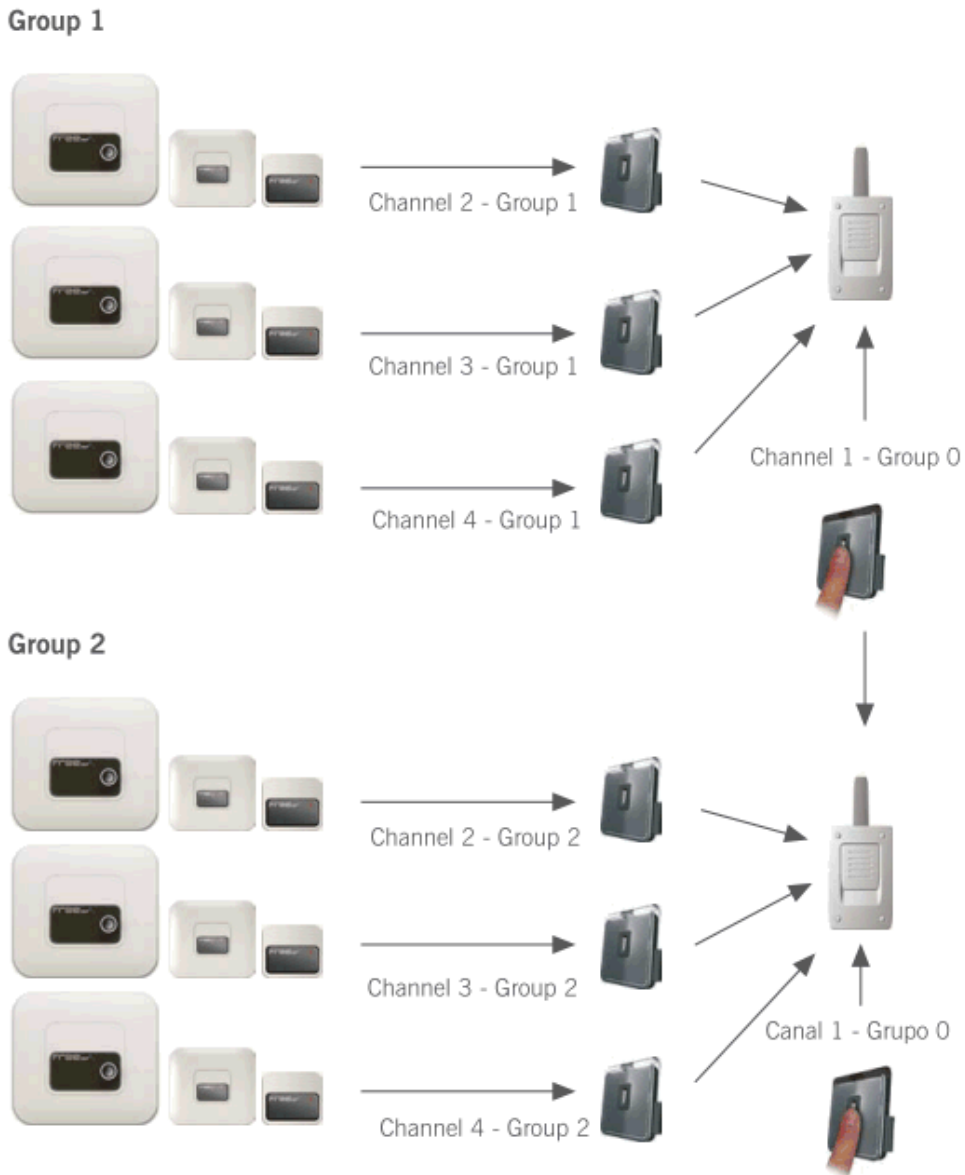 Group 1
Channel 2 - Group 1
Channel 3 - Group 1
Channel 4 - Group 1
Channel 1 - Group 0
Group 2
Channel 2 - Group 2
Channel 3 - Group 2
Canal 1 - Grupo 0
Channel 4 - Group 2